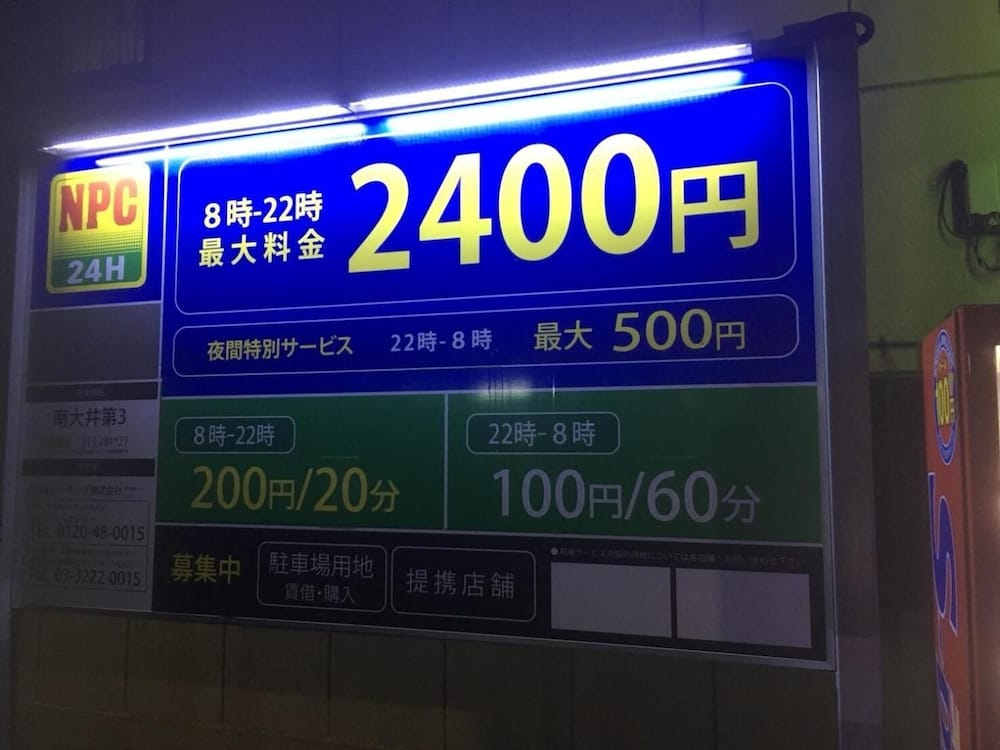 NPC
24H
8時-22時
最大料金
2400円
夜間特別サービス 22時-8時 最大 500円
南大井第3
8時-22時
200円/20分
22時-8時
100円/60分
TEL 0120-48-0015
TEL 03-3222-0015
募集中
駐車場用地
賃借・購入
提携店舗
100